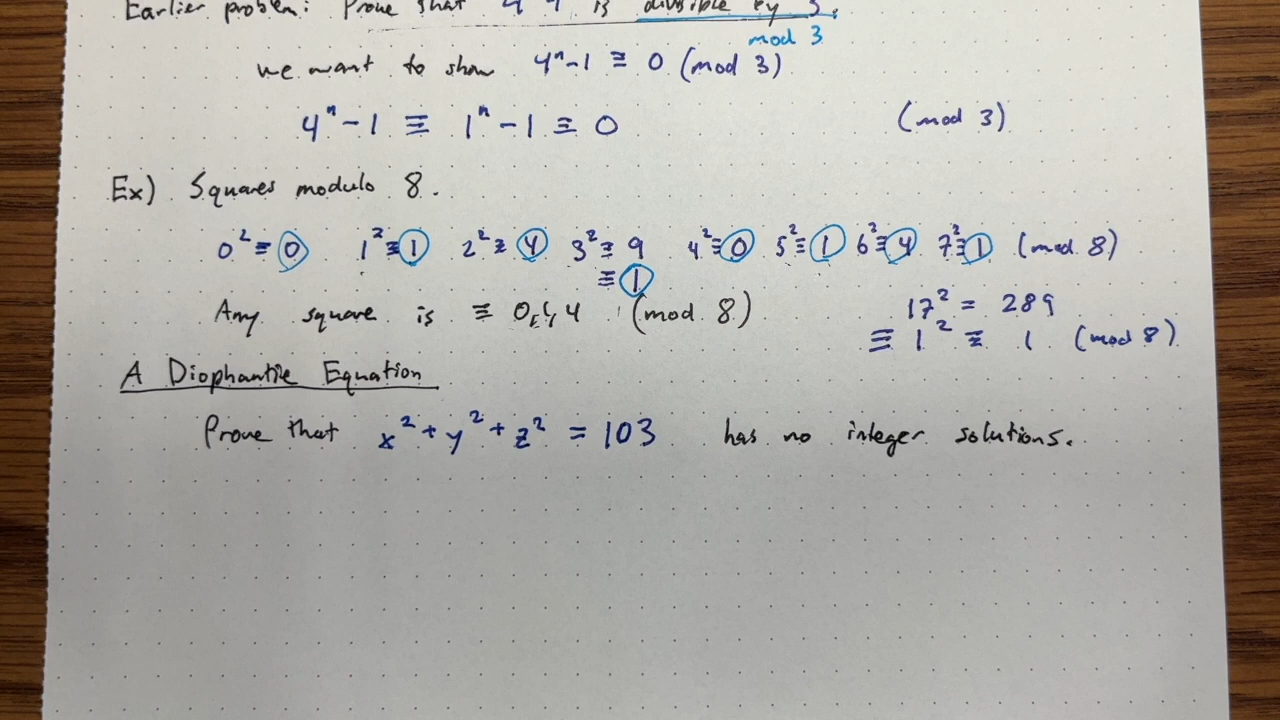 Earlier problem: Prove that 4ⁿ-1 is divisible by 3.
mod 3
we want to show 4ⁿ-1 ≡ 0 (mod 3)
4ⁿ-1 ≡ 1ⁿ-1 ≡ 0 (mod 3)
Ex) Squares modulo 8.
0² ≡ 0 1² ≡ 1 2² ≡ 4 3² ≡ 9 4² ≡ 0 5² ≡ 1 6² ≡ 4 7² ≡ 1 (mod 8)
≡ 1
Any square is ≡ 0, 1, 4 (mod 8)
17² = 289
≡ 1² ≡ 1 (mod 8)
A Diophantine Equation
Prove that x² + y² + z² = 103 has no integer solutions.